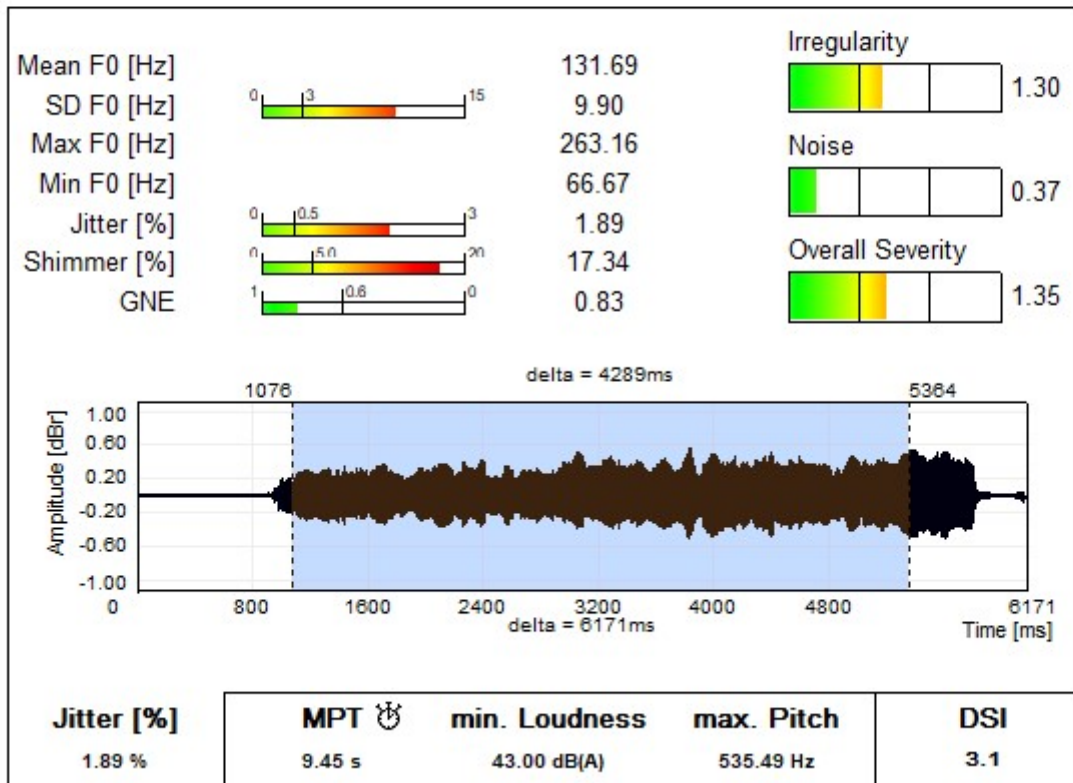 Irregularity
Mean F0 [Hz] 131.69
1.30
SD F0 [Hz] 0 3 15 9.90
Max F0 [Hz] 263.16
Noise
Min F0 [Hz] 66.67
0.37
Jitter [%] 0 0.5 3 1.89
Shimmer [%] 0 5.0 20 17.34
Overall Severity
GNE 1 0.6 0 0.83
1.35
delta = 4289ms
1076 5364
Amplitude [dBr]
1.00
0.60
0.20
-0.20
-0.60
-1.00
0 800 1600 2400 3200 4000 4800 6171
delta = 6171ms
Time [ms]
Jitter [%] MPT min. Loudness max. Pitch DSI
1.89 % 9.45 s 43.00 dB(A) 535.49 Hz 3.1